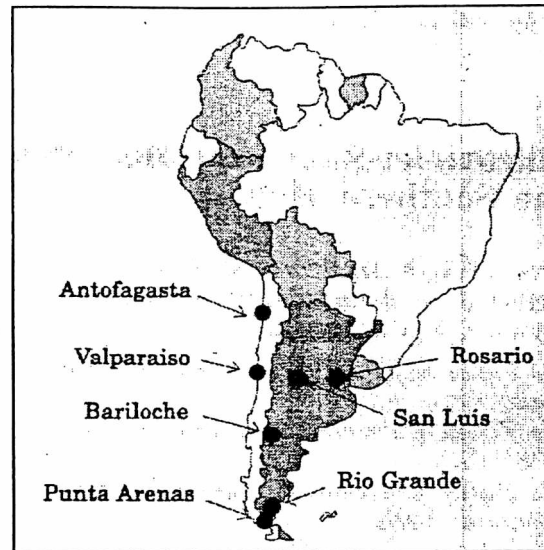 Antofagasta
Valparaiso
Rosario
Bariloche
San Luis
Rio Grande
Punta Arenas